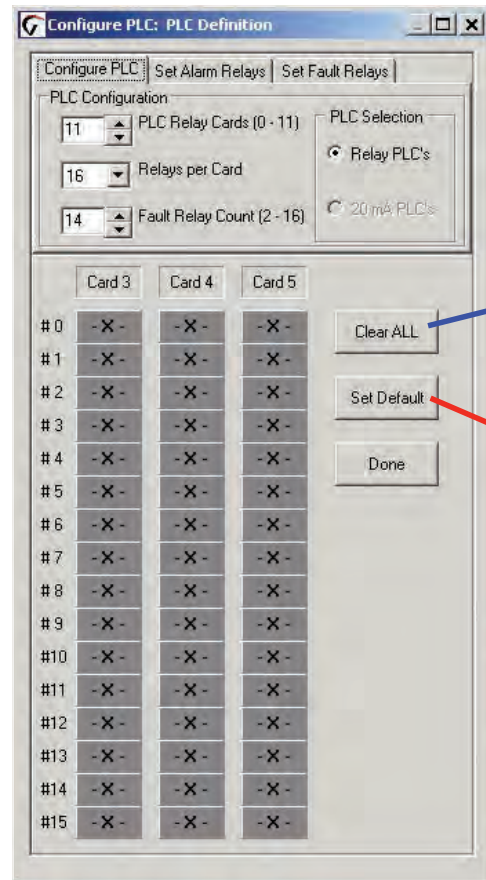 Configure PLC: PLC Definition
Configure PLC Set Alarm Relays Set Fault Relays
PLC Configuration
11 PLC Relay Cards (0 - 11)
16 Relays per Card
14 Fault Relay Count (2 - 16)
PLC Selection
Relay PLC's
20 mA PLC's
Card 3 Card 4 Card 5
# 0 - X - - X - - X -
# 1 - X - - X - - X -
# 2 - X - - X - - X -
# 3 - X - - X - - X -
# 4 - X - - X - - X -
# 5 - X - - X - - X -
# 6 - X - - X - - X -
# 7 - X - - X - - X -
# 8 - X - - X - - X -
# 9 - X - - X - - X -
#10 - X - - X - - X -
#11 - X - - X - - X -
#12 - X - - X - - X -
#13 - X - - X - - X -
#14 - X - - X - - X -
#15 - X - - X - - X -
Clear ALL
Set Default
Done